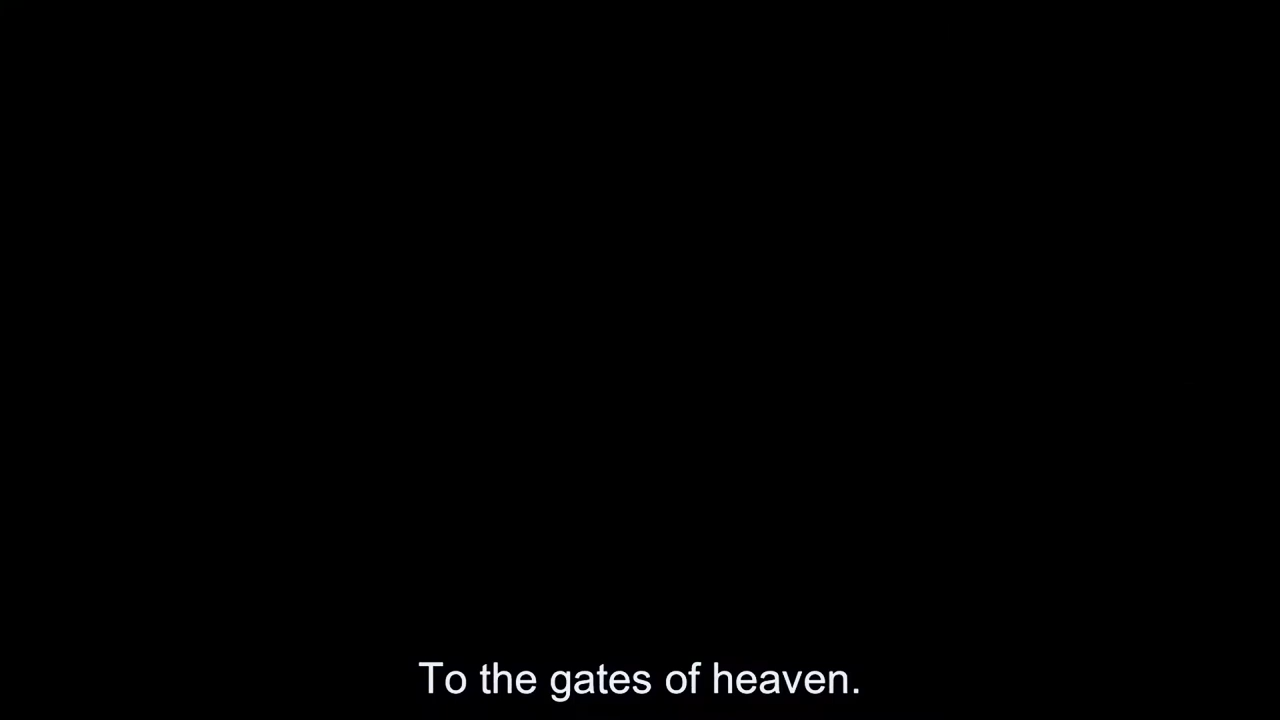 To the gates of heaven.